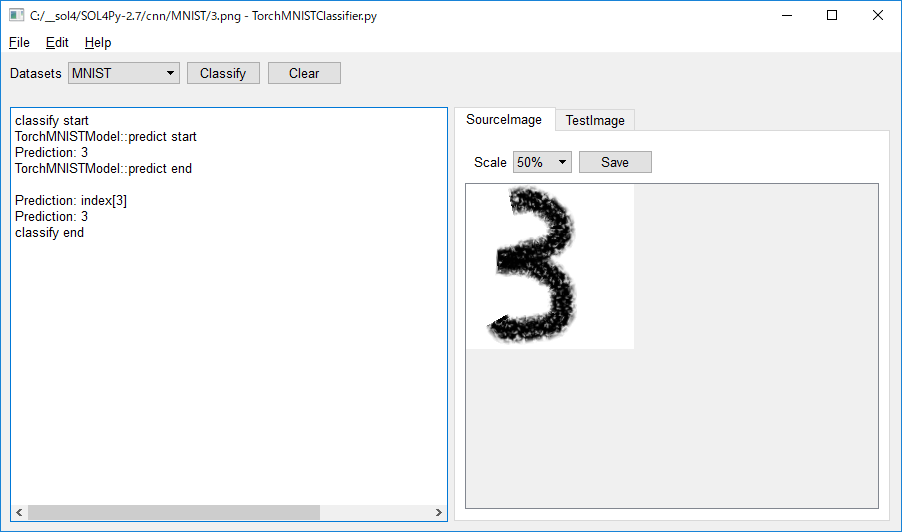 C:/__sol4/SOL4Py-2.7/cnn/MNIST/3.png - TorchMNISTClassifier.py
File Edit Help
Datasets MNIST Classify Clear
classify start
TorchMNISTModel::predict start
Prediction: 3
TorchMNISTModel::predict end
Prediction: index[3]
Prediction: 3
classify end
SourceImage TestImage
Scale 50% Save
3